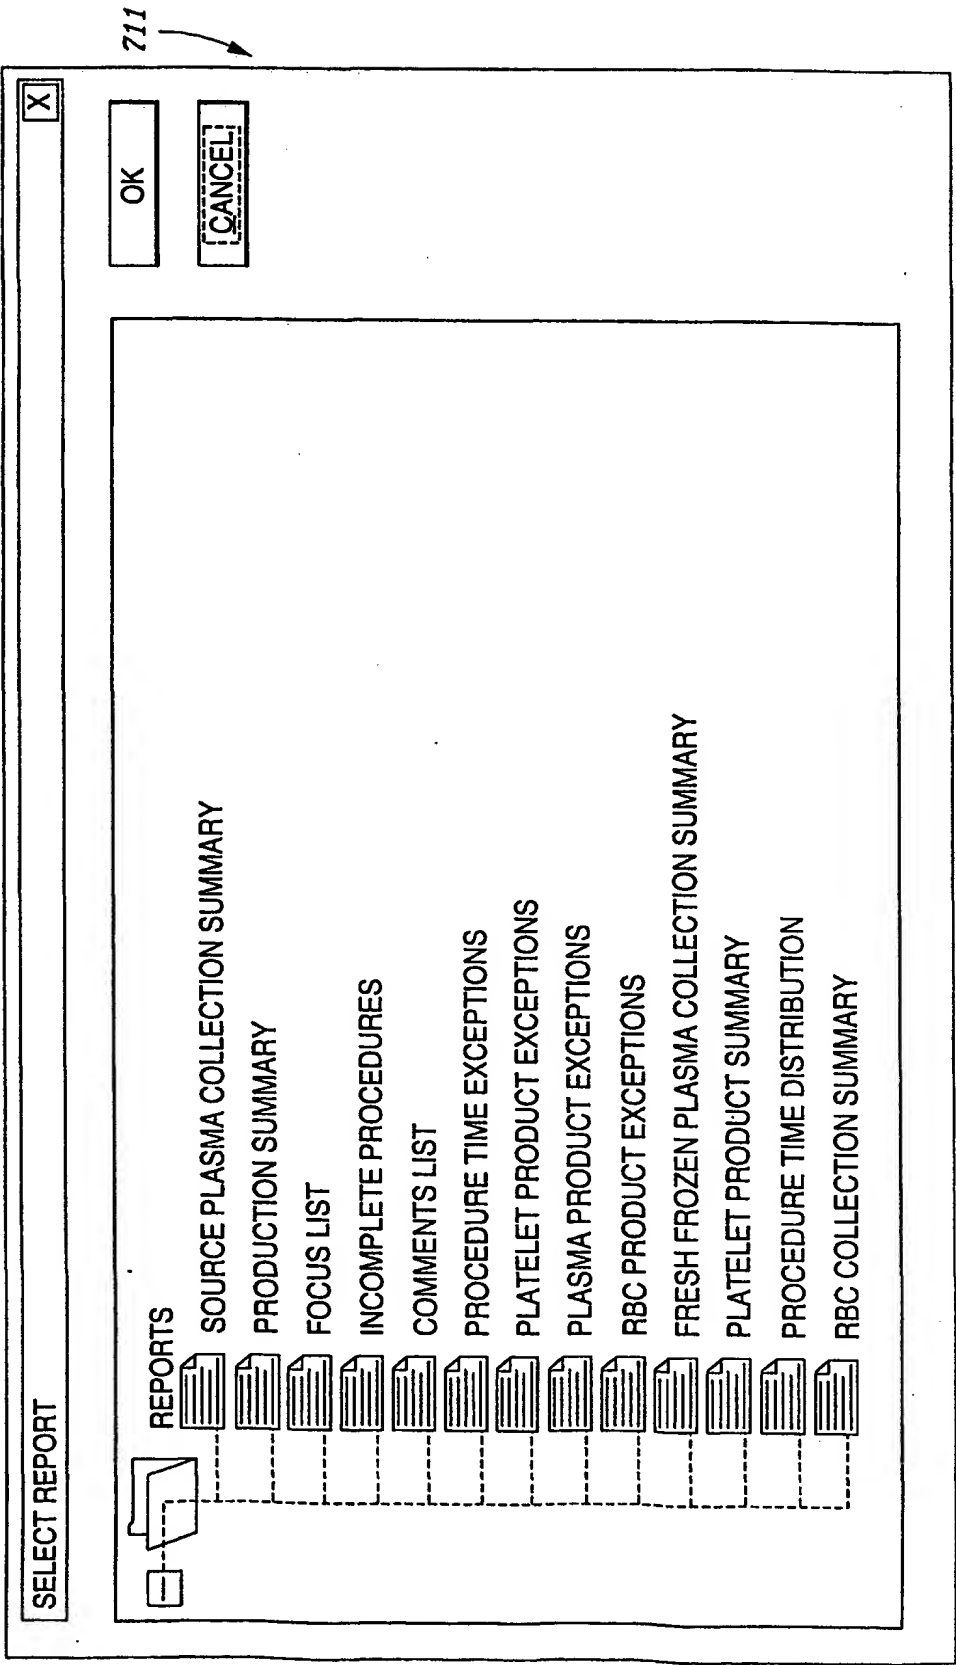 711
SELECT REPORT
X
REPORTS
SOURCE PLASMA COLLECTION SUMMARY
PRODUCTION SUMMARY
FOCUS LIST
INCOMPLETE PROCEDURES
COMMENTS LIST
PROCEDURE TIME EXCEPTIONS
PLATELET PRODUCT EXCEPTIONS
PLASMA PRODUCT EXCEPTIONS
RBC PRODUCT EXCEPTIONS
FRESH FROZEN PLASMA COLLECTION SUMMARY
PLATELET PRODUCT SUMMARY
PROCEDURE TIME DISTRIBUTION
RBC COLLECTION SUMMARY
OK
CANCEL